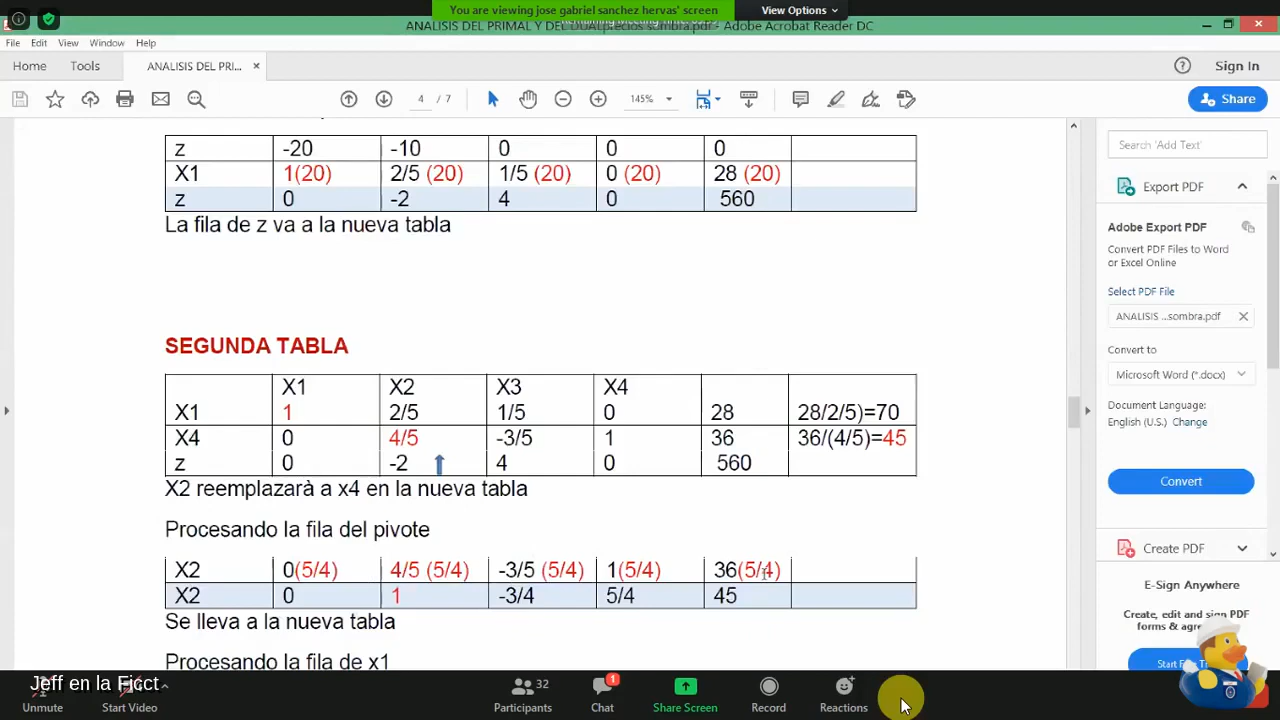 You are viewing jose gabriel sanchez hervas' screen
View Options
ANALISIS DEL PRIMAL Y DEL DUALprecios sombra.pdf - Adobe Acrobat Reader DC
File Edit View Window Help
Home Tools ANALISIS DEL PRI... × Sign In
4 / 7 145% Share
z -20 -10 0 0 0
X1 1(20) 2/5 (20) 1/5 (20) 0 (20) 28 (20)
z 0 -2 4 0 560
La fila de z va a la nueva tabla
SEGUNDA TABLA
X1 X2 X3 X4
X1 1 2/5 1/5 0 28 28/2/5)=70
X4 0 4/5 -3/5 1 36 36/(4/5)=45
z 0 -2 4 0 560
X2 reemplazarà a x4 en la nueva tabla
Procesando la fila del pivote
X2 0(5/4) 4/5 (5/4) -3/5 (5/4) 1(5/4) 36(5/4)
X2 0 1 -3/4 5/4 45
Se lleva a la nueva tabla
Procesando la fila de x1
Search 'Add Text'
Export PDF
Adobe Export PDF
Convert PDF Files to Word
or Excel Online
Select PDF File
ANALISIS ...sombra.pdf
Convert to
Microsoft Word (*.docx)
Document Language:
English (U.S.) Change
Convert
Create PDF
E-Sign Anywhere
Create, edit and sign PDF
forms &
Jeff en la Ficct
Unmute Start Video 32 Participants 1 Chat Share Screen Record Reactions